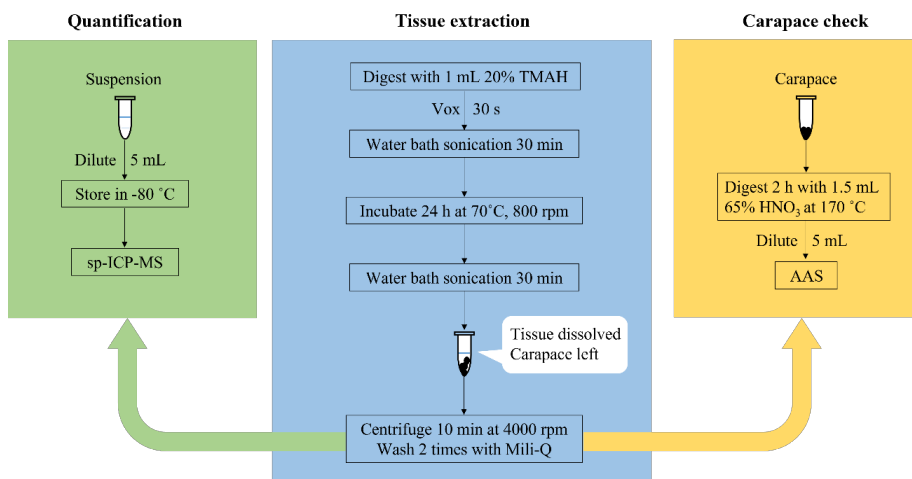 Quantification
Suspension
Dilute 5 mL
Store in -80 ˚C
sp-ICP-MS
Tissue extraction
Digest with 1 mL 20% TMAH
Vox 30 s
Water bath sonication 30 min
Incubate 24 h at 70˚C, 800 rpm
Water bath sonication 30 min
Tissue dissolved
Carapace left
Centrifuge 10 min at 4000 rpm
Wash 2 times with Mili-Q
Carapace check
Carapace
Digest 2 h with 1.5 mL
65% HNO₃ at 170 ˚C
Dilute 5 mL
AAS